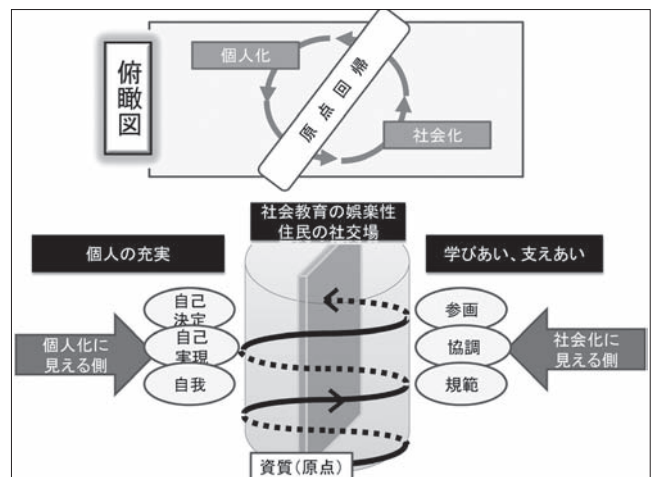 俯瞰図
個人化
原点回帰
社会化
社会教育の娯楽性
住民の社交場
個人の充実
学びあい、支えあい
自己
決定
自己
実現
自我
参画
協調
規範
個人化に
見える側
社会化に
見える側
資質(原点)